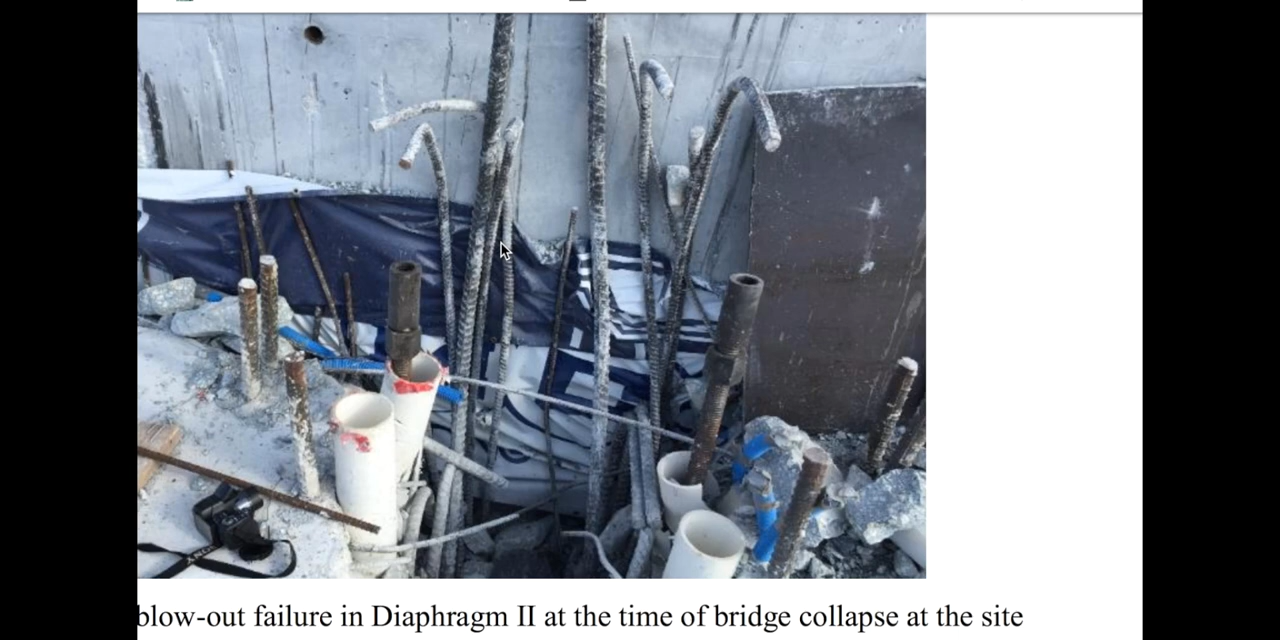 blow-out failure in Diaphragm II at the time of bridge collapse at the site